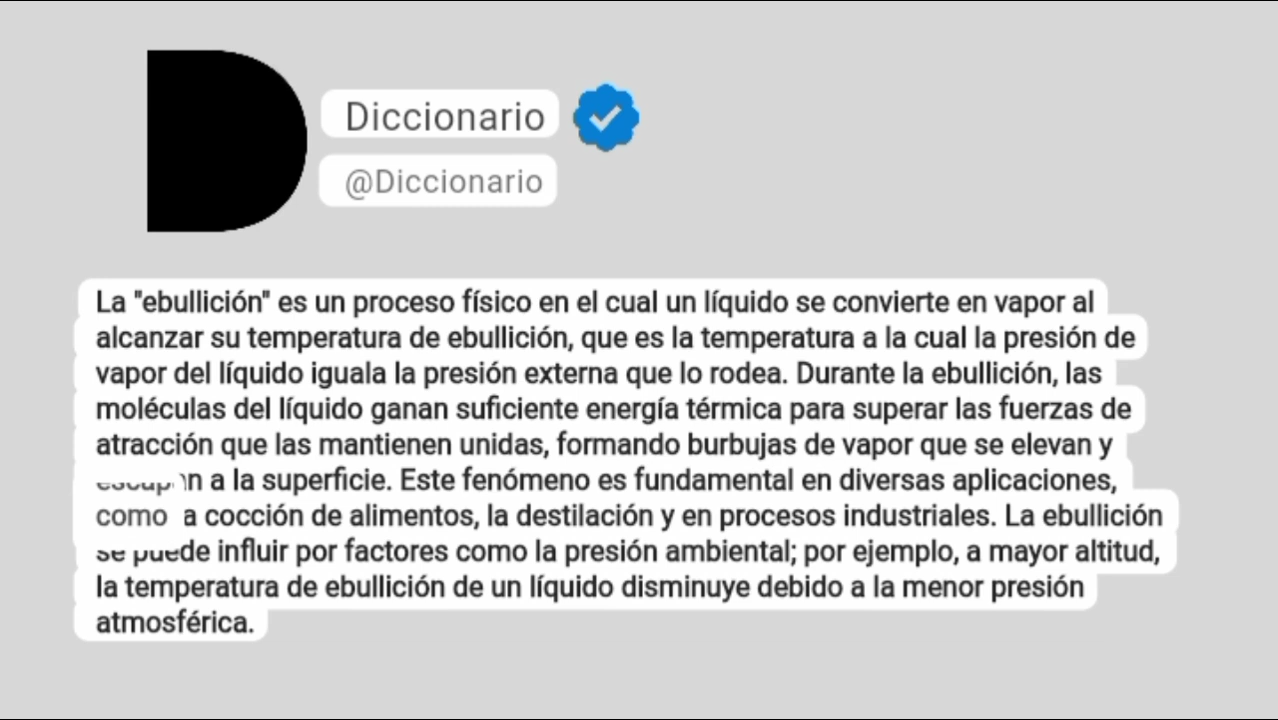 Diccionario
@Diccionario
La "ebullición" es un proceso físico en el cual un líquido se convierte en vapor al
alcanzar su temperatura de ebullición, que es la temperatura a la cual la presión de
vapor del líquido iguala la presión externa que lo rodea. Durante la ebullición, las
moléculas del líquido ganan suficiente energía térmica para superar las fuerzas de
atracción que las mantienen unidas, formando burbujas de vapor que se elevan y
a la superficie. Este fenómeno es fundamental en diversas aplicaciones,
como a cocción de alimentos, la destilación y en procesos industriales. La ebullición
se puede influir por factores como la presión ambiental; por ejemplo, a mayor altitud,
la temperatura de ebullición de un líquido disminuye debido a la menor presión
atmosférica.